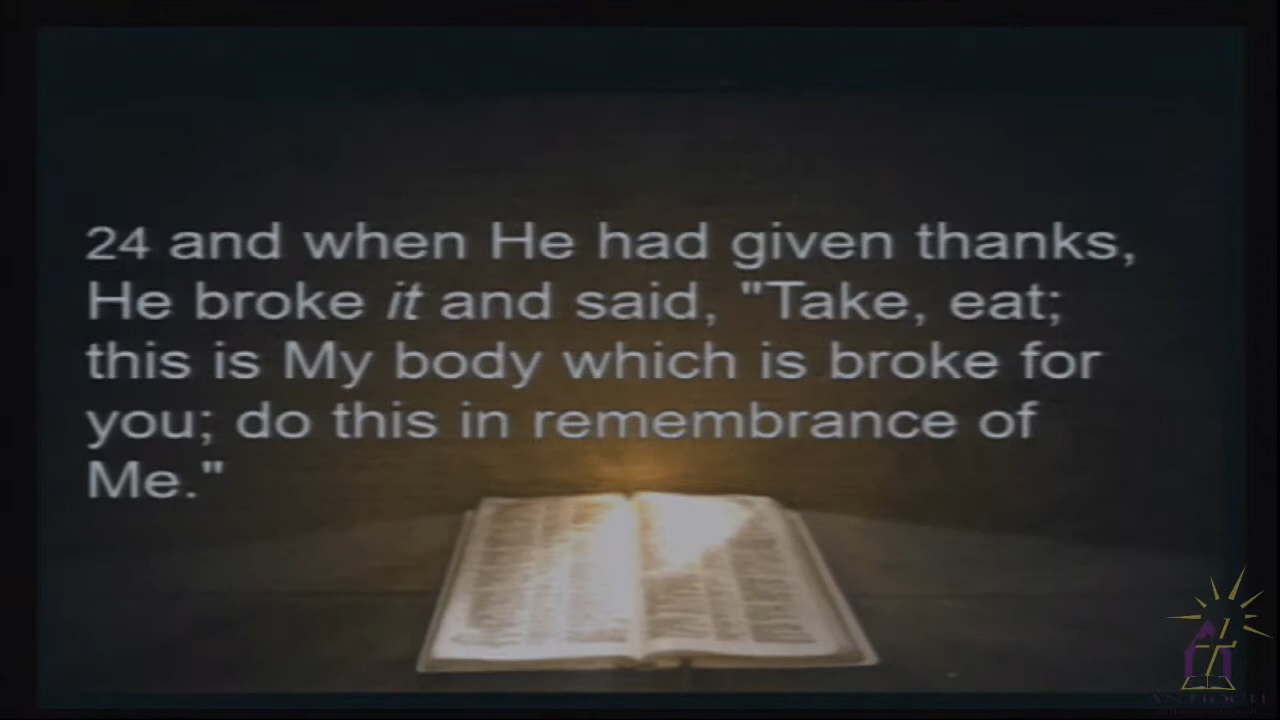 24 and when He had given thanks,
He broke it and said, "Take, eat;
this is My body which is broke for
you; do this in remembrance of
Me."
ANTIOCH